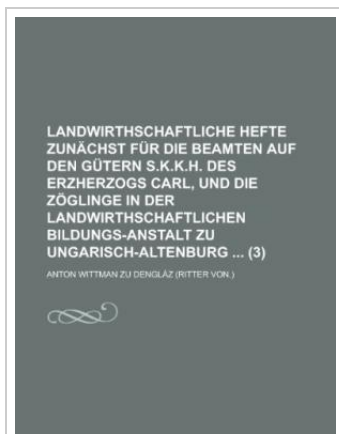 LANDWIRTHSCHAFTLICHE HEFTE
ZUNÄCHST FÜR DIE BEAMTEN AUF
DEN GÜTERN S.K.K.H. DES
ERZHERZOGS CARL, UND DIE
ZÖGLINGE IN DER
LANDWIRTHSCHAFTLICHEN
BILDUNGS-ANSTALT ZU
UNGARISCH-ALTENBURG ... (3)
ANTON WITTMAN ZU DENGLÁZ (RITTER VON.)